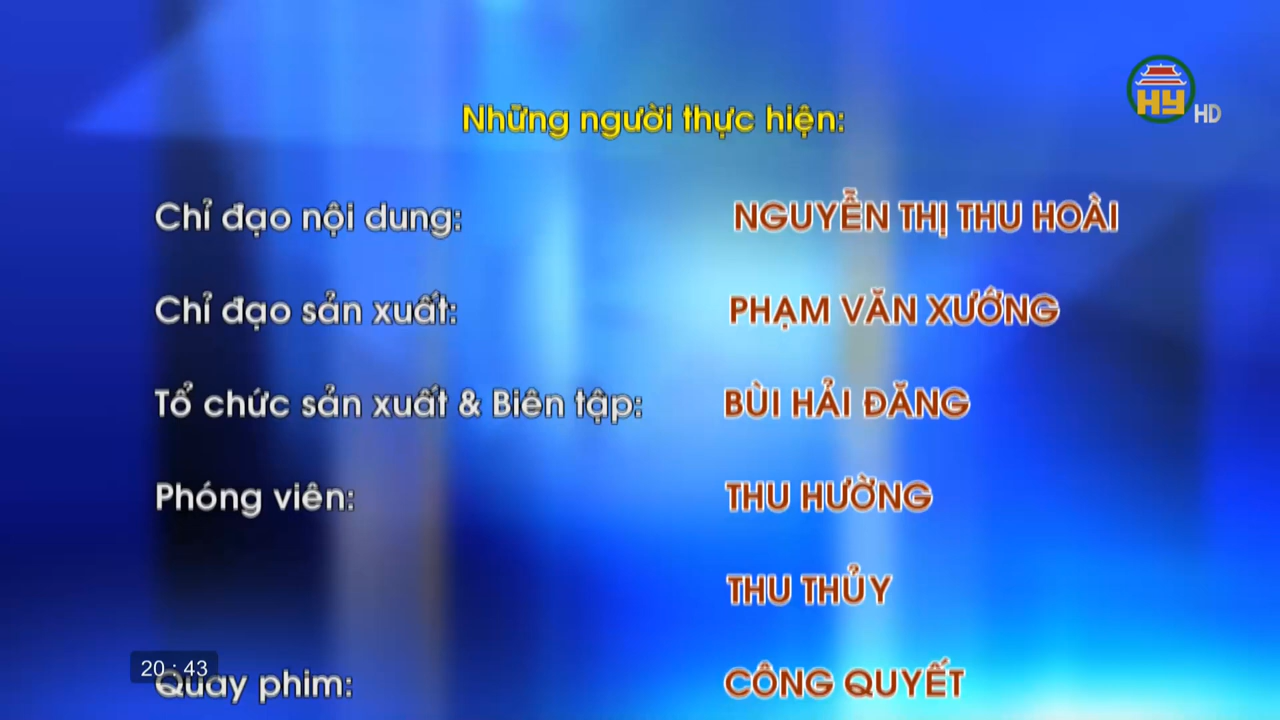 HY HD
Những người thực hiện:
Chỉ đạo nội dung: NGUYỄN THỊ THU HOÀI
Chỉ đạo sản xuất: PHẠM VĂN XƯỚNG
Tổ chức sản xuất & Biên tập: BÙI HẢI ĐĂNG
Phóng viên: THU HƯỜNG
THU THỦY
20 : 43
Quay phim: CÔNG QUYẾT